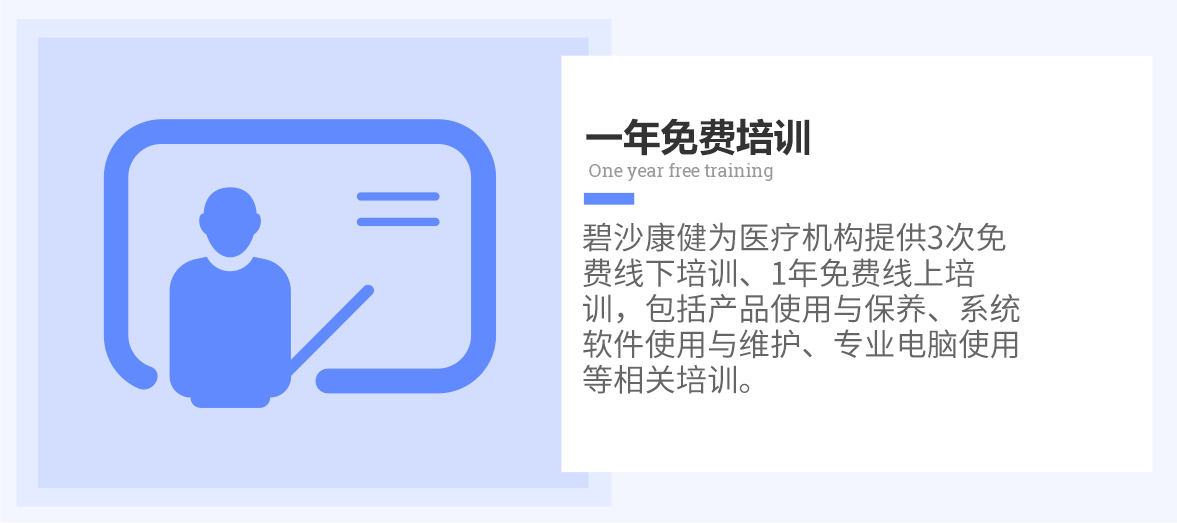 一年免费培训
One year free training
碧沙康健为医疗机构提供3次免
费线下培训、1年免费线上培
训，包括产品使用与保养、系统
软件使用与维护、专业电脑使用
等相关培训。